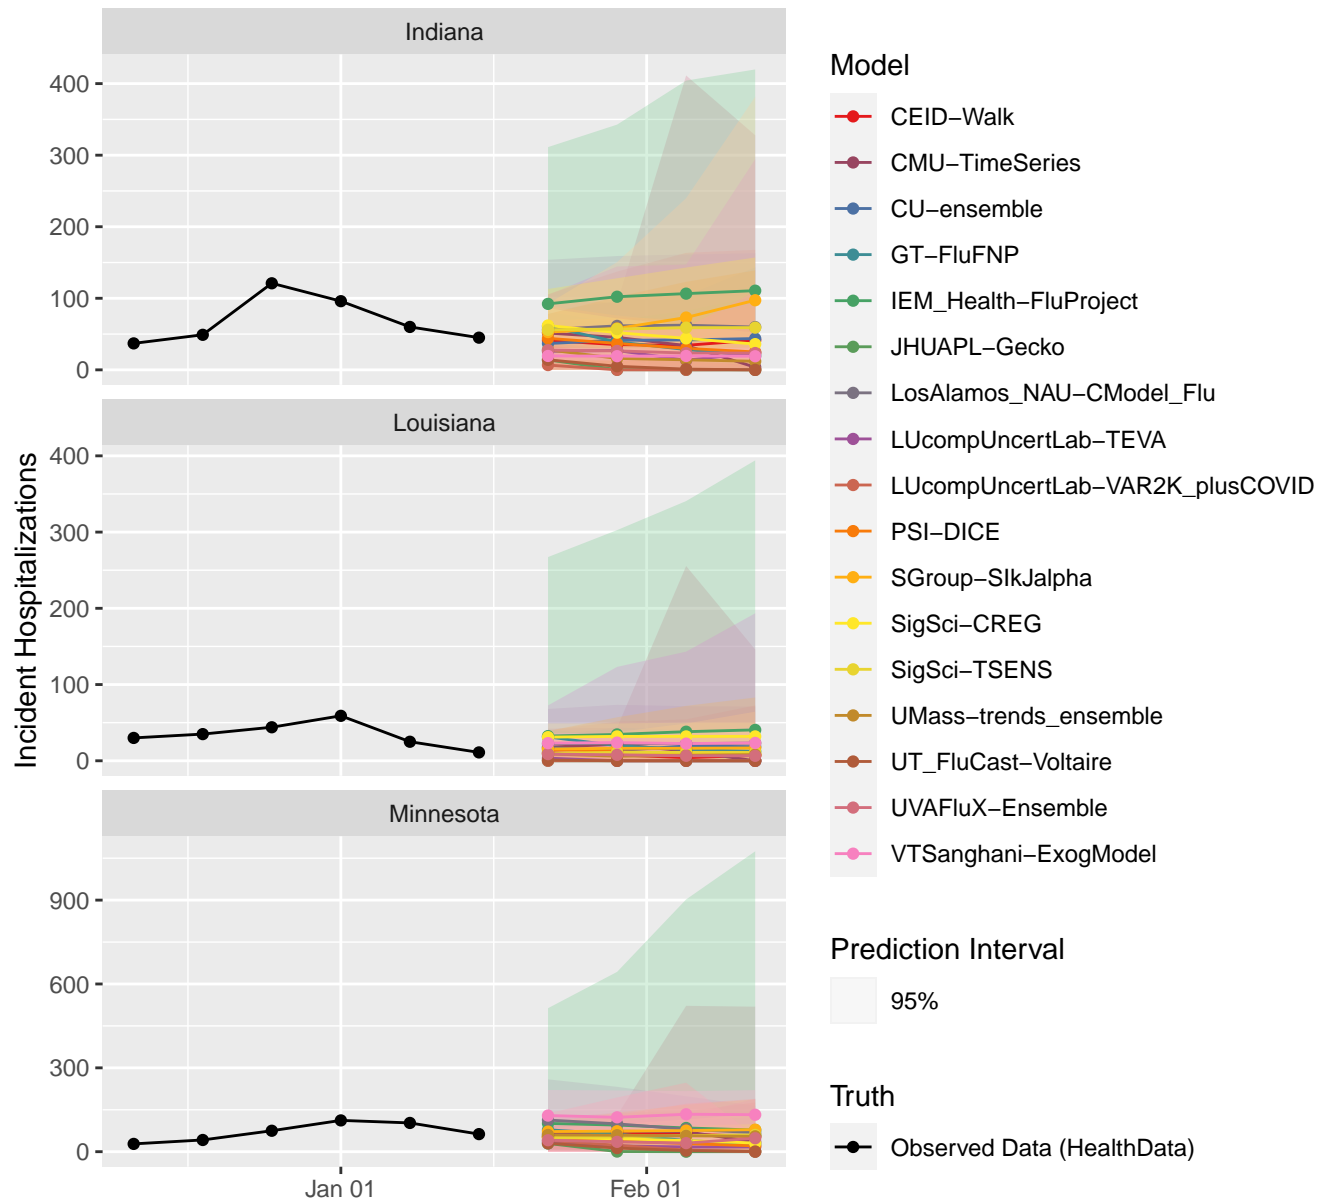 Indiana
400
300
200
100
0
Louisiana
400
300
200
100
0
Minnesota
900
600
300
0
Jan 01
Feb 01
Incident Hospitalizations
Model
CEID−Walk
CMU−TimeSeries
CU−ensemble
GT−FluFNP
IEM_Health−FluProject
JHUAPL−Gecko
LosAlamos_NAU−CModel_Flu
LUcompUncertLab−TEVA
LUcompUncertLab−VAR2K_plusCOVID
PSI−DICE
SGroup−SIkJalpha
SigSci−CREG
SigSci−TSENS
UMass−trends_ensemble
UT_FluCast−Voltaire
UVAFluX−Ensemble
VTSanghani−ExogModel
Prediction Interval
95%
Truth
Observed Data (HealthData)